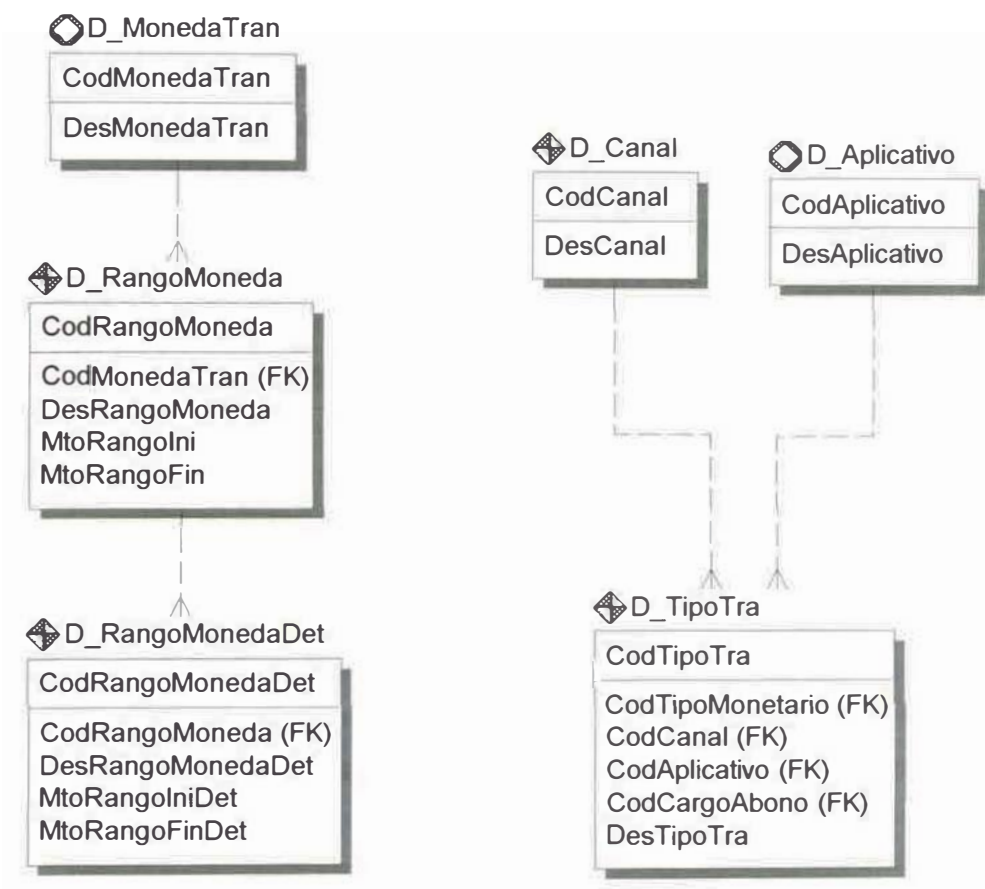 D_MonedaTran
CodMonedaTran
DesMonedaTran
D_RangoMoneda
CodRangoMoneda
CodMonedaTran (FK)
DesRangoMoneda
MtoRangoIni
MtoRangoFin
D_RangoMonedaDet
CodRangoMonedaDet
CodRangoMoneda (FK)
DesRangoMonedaDet
MtoRangoIniDet
MtoRangoFinDet
D_Canal
CodCanal
DesCanal
D_Aplicativo
CodAplicativo
DesAplicativo
D_TipoTra
CodTipoTra
CodTipoMonetario (FK)
CodCanal (FK)
CodAplicativo (FK)
CodCargoAbono (FK)
DesTipoTra